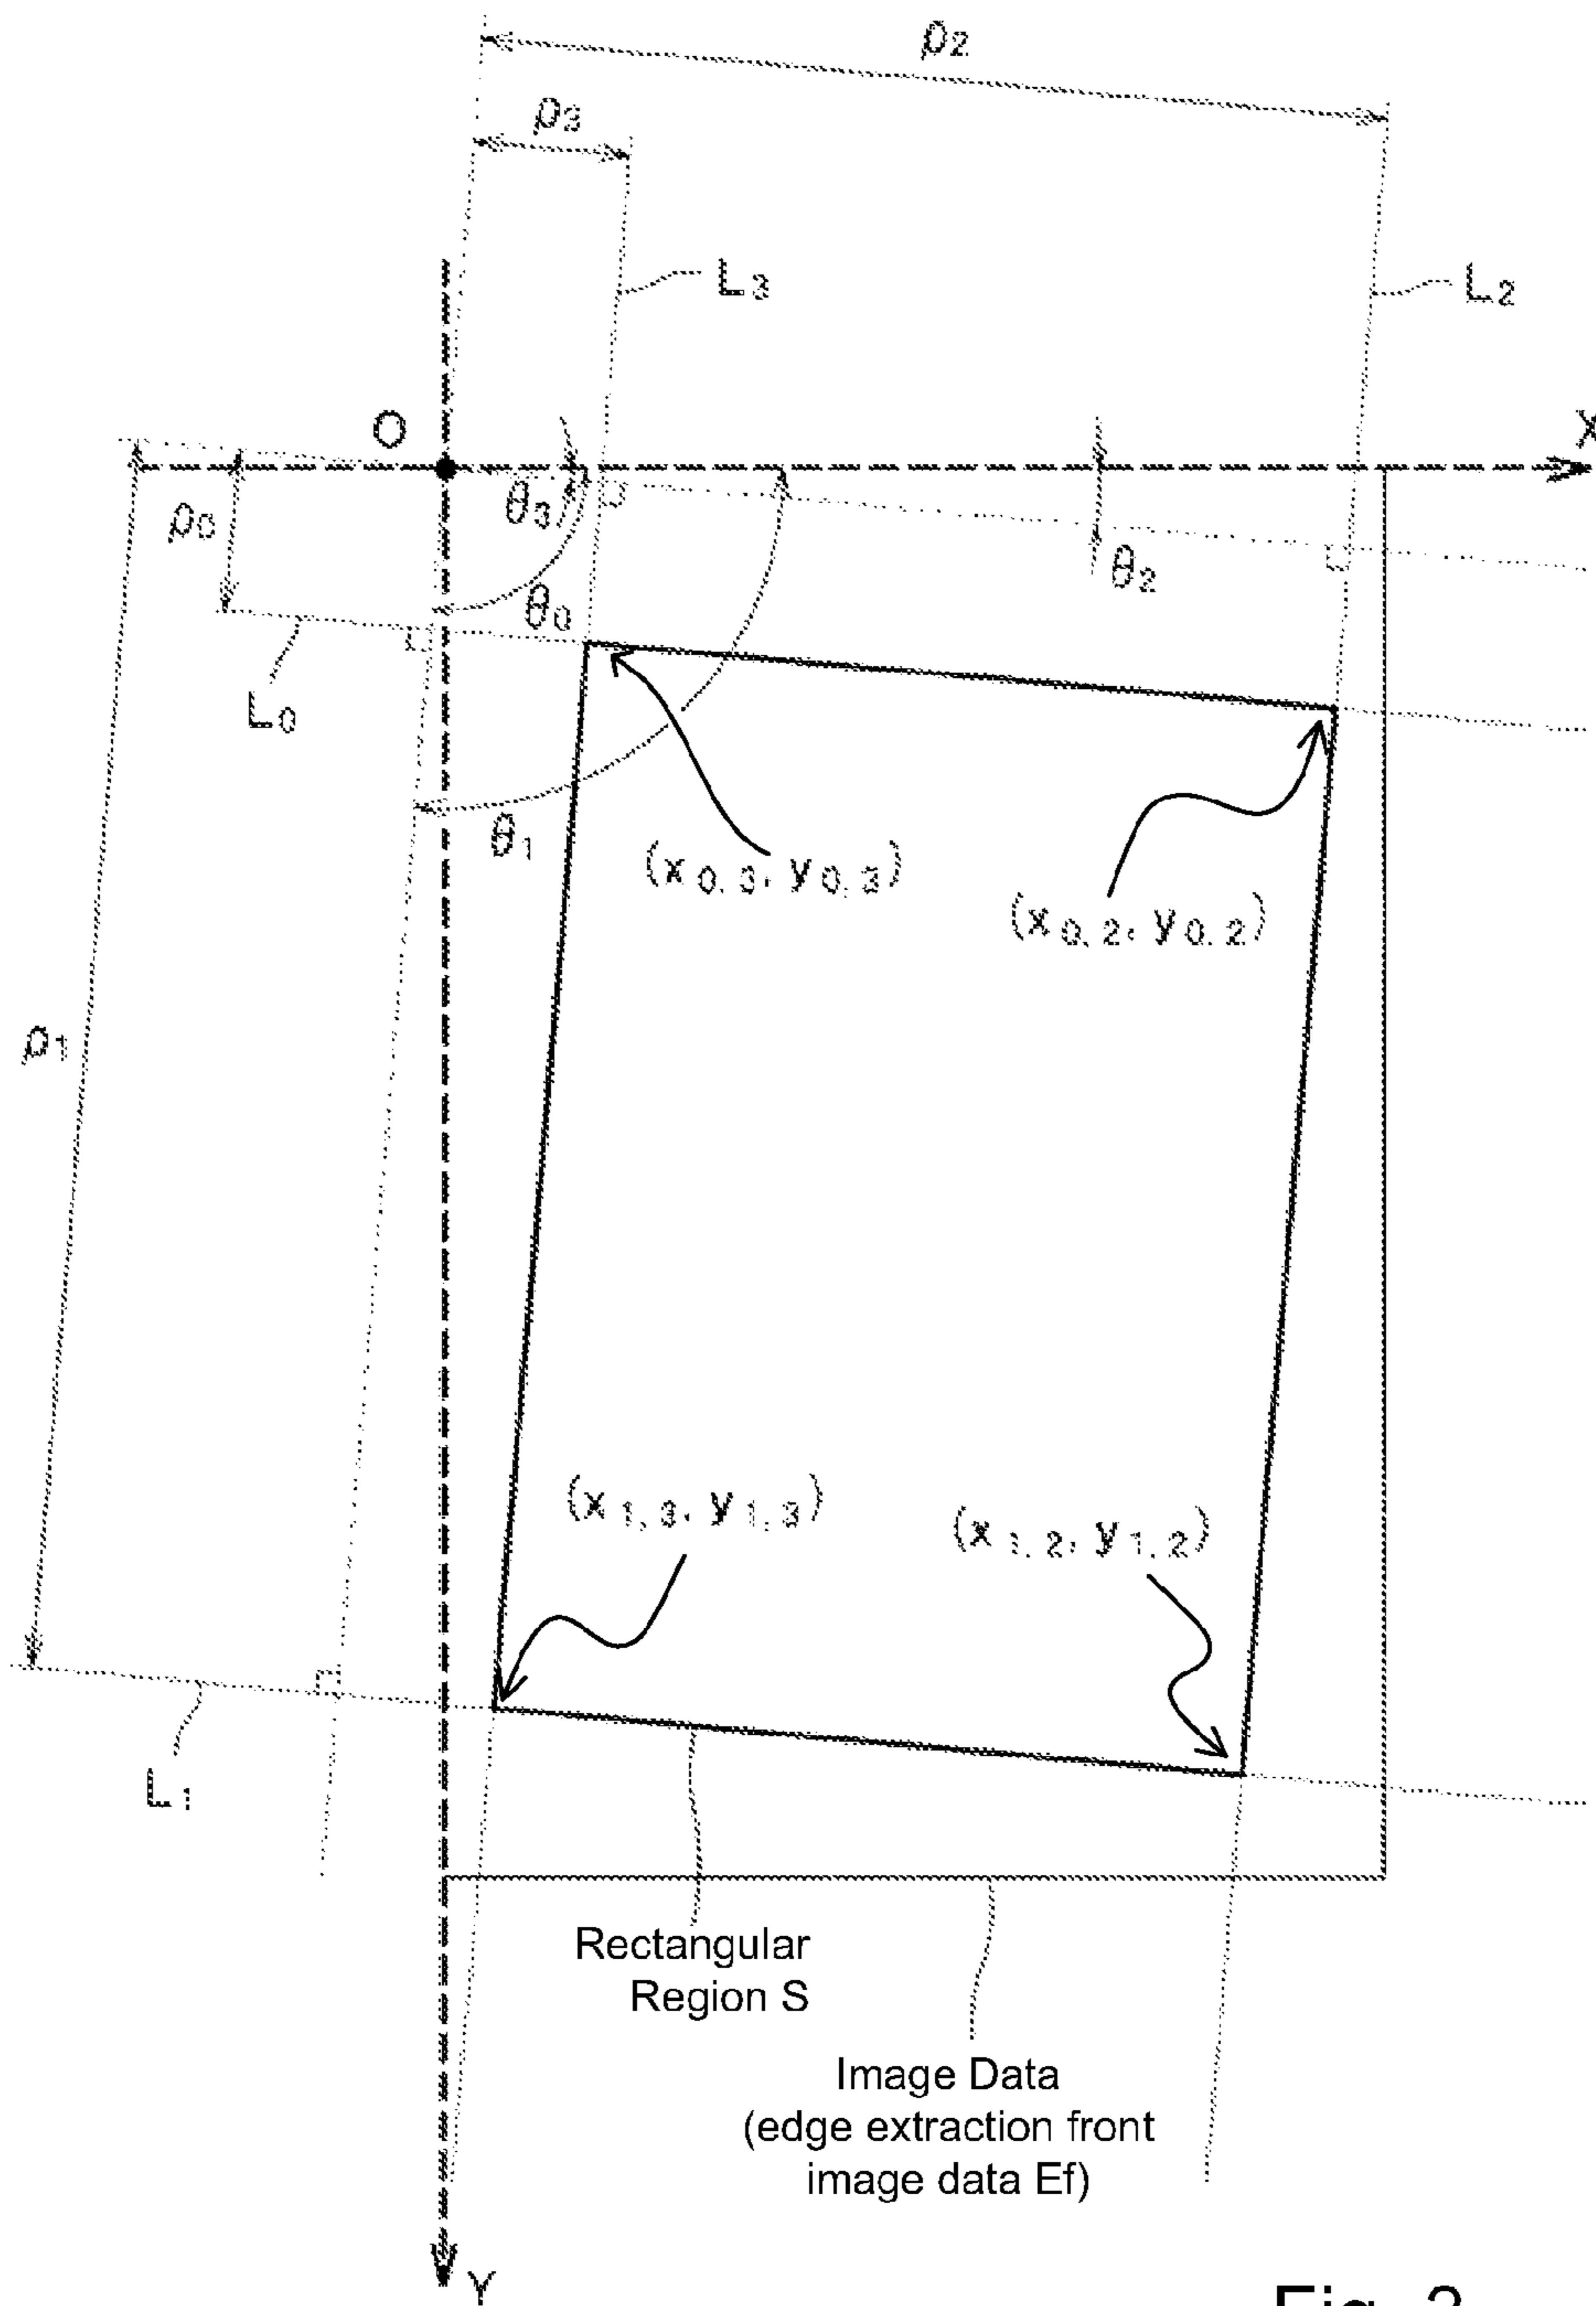 ρ₂
ρ₃
L₃
L₂
O
X
θ₃
ρ₀
θ₂
θ₀
L₀
θ₁
(x₀,₃, y₀,₃)
(x₀,₂, y₀,₂)
ρ₁
(x₁,₃, y₁,₃)
(x₁,₂, y₁,₂)
L₁
Rectangular
Region S
Image Data
(edge extraction front
image data Ef)
Y